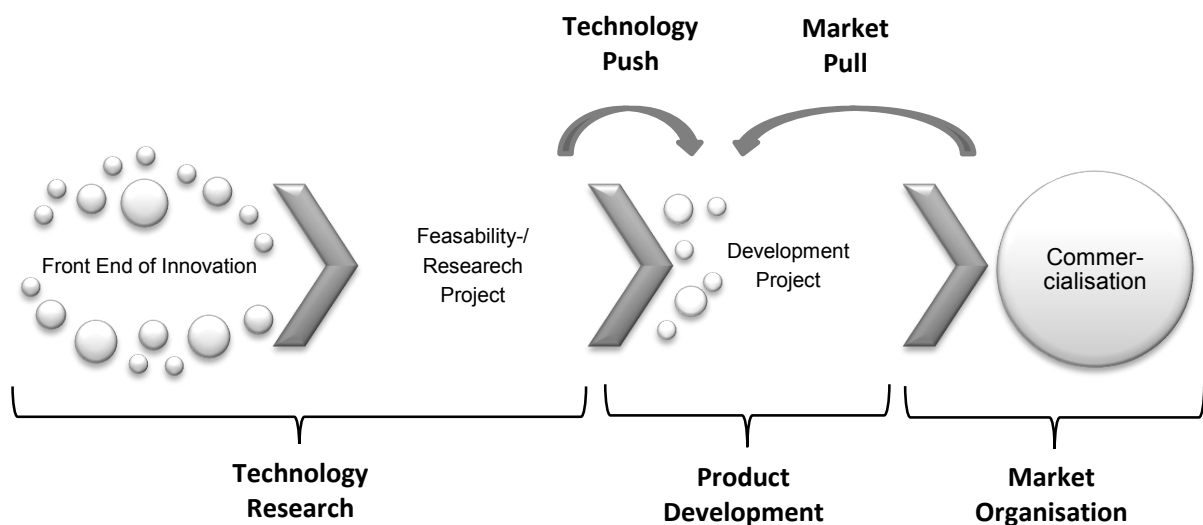 Technology
Push
Market
Pull
Front End of Innovation
Feasability-/
Researech
Project
Development
Project
Commer-
cialisation
Technology
Research
Product
Development
Market
Organisation